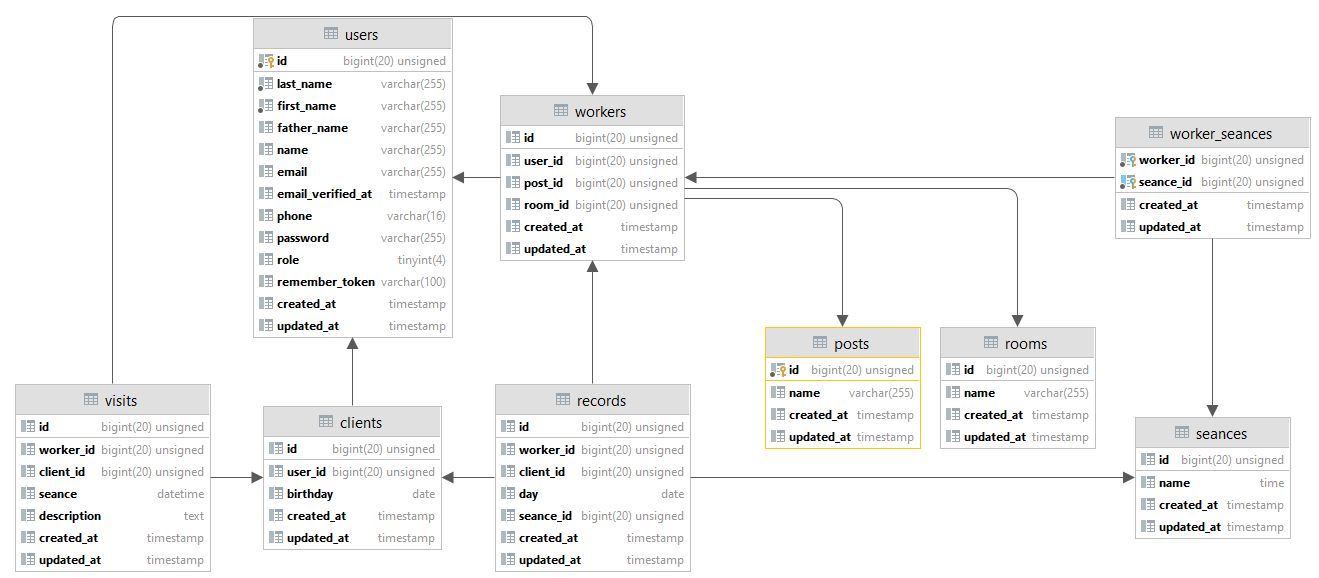 users
id bigint(20) unsigned
last_name varchar(255)
first_name varchar(255)
father_name varchar(255)
name varchar(255)
email varchar(255)
email_verified_at timestamp
phone varchar(16)
password varchar(255)
role tinyint(4)
remember_token varchar(100)
created_at timestamp
updated_at timestamp
workers
id bigint(20) unsigned
user_id bigint(20) unsigned
post_id bigint(20) unsigned
room_id bigint(20) unsigned
created_at timestamp
updated_at timestamp
worker_seances
worker_id bigint(20) unsigned
seance_id bigint(20) unsigned
created_at timestamp
updated_at timestamp
posts
id bigint(20) unsigned
name varchar(255)
created_at timestamp
updated_at timestamp
rooms
id bigint(20) unsigned
name varchar(255)
created_at timestamp
updated_at timestamp
visits
id bigint(20) unsigned
worker_id bigint(20) unsigned
client_id bigint(20) unsigned
seance datetime
description text
created_at timestamp
updated_at timestamp
clients
id bigint(20) unsigned
user_id bigint(20) unsigned
birthday date
created_at timestamp
updated_at timestamp
records
id bigint(20) unsigned
worker_id bigint(20) unsigned
client_id bigint(20) unsigned
day date
seance_id bigint(20) unsigned
created_at timestamp
updated_at timestamp
seances
id bigint(20) unsigned
name time
created_at timestamp
updated_at timestamp